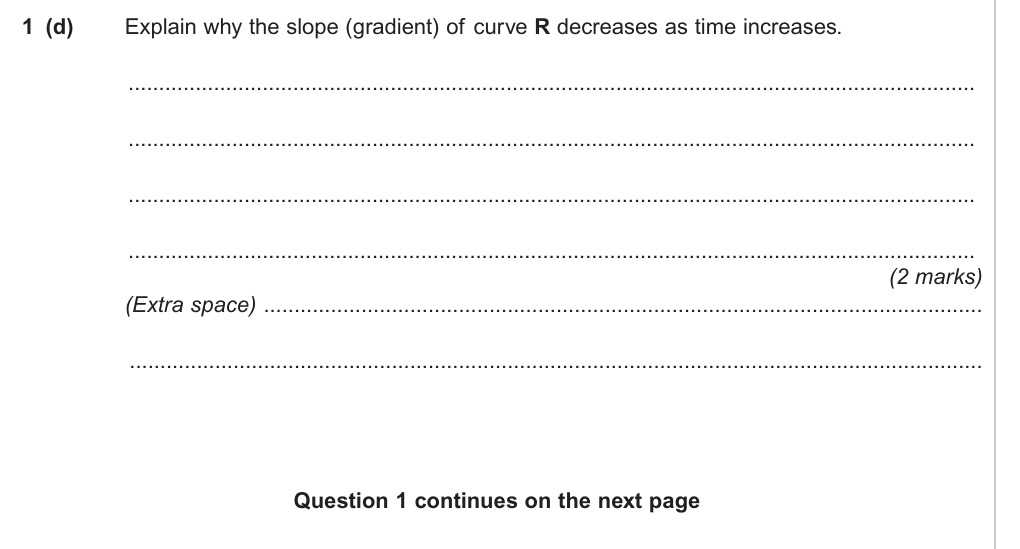 1 (d) Explain why the slope (gradient) of curve R decreases as time increases.
(2 marks)
(Extra space)
Question 1 continues on the next page